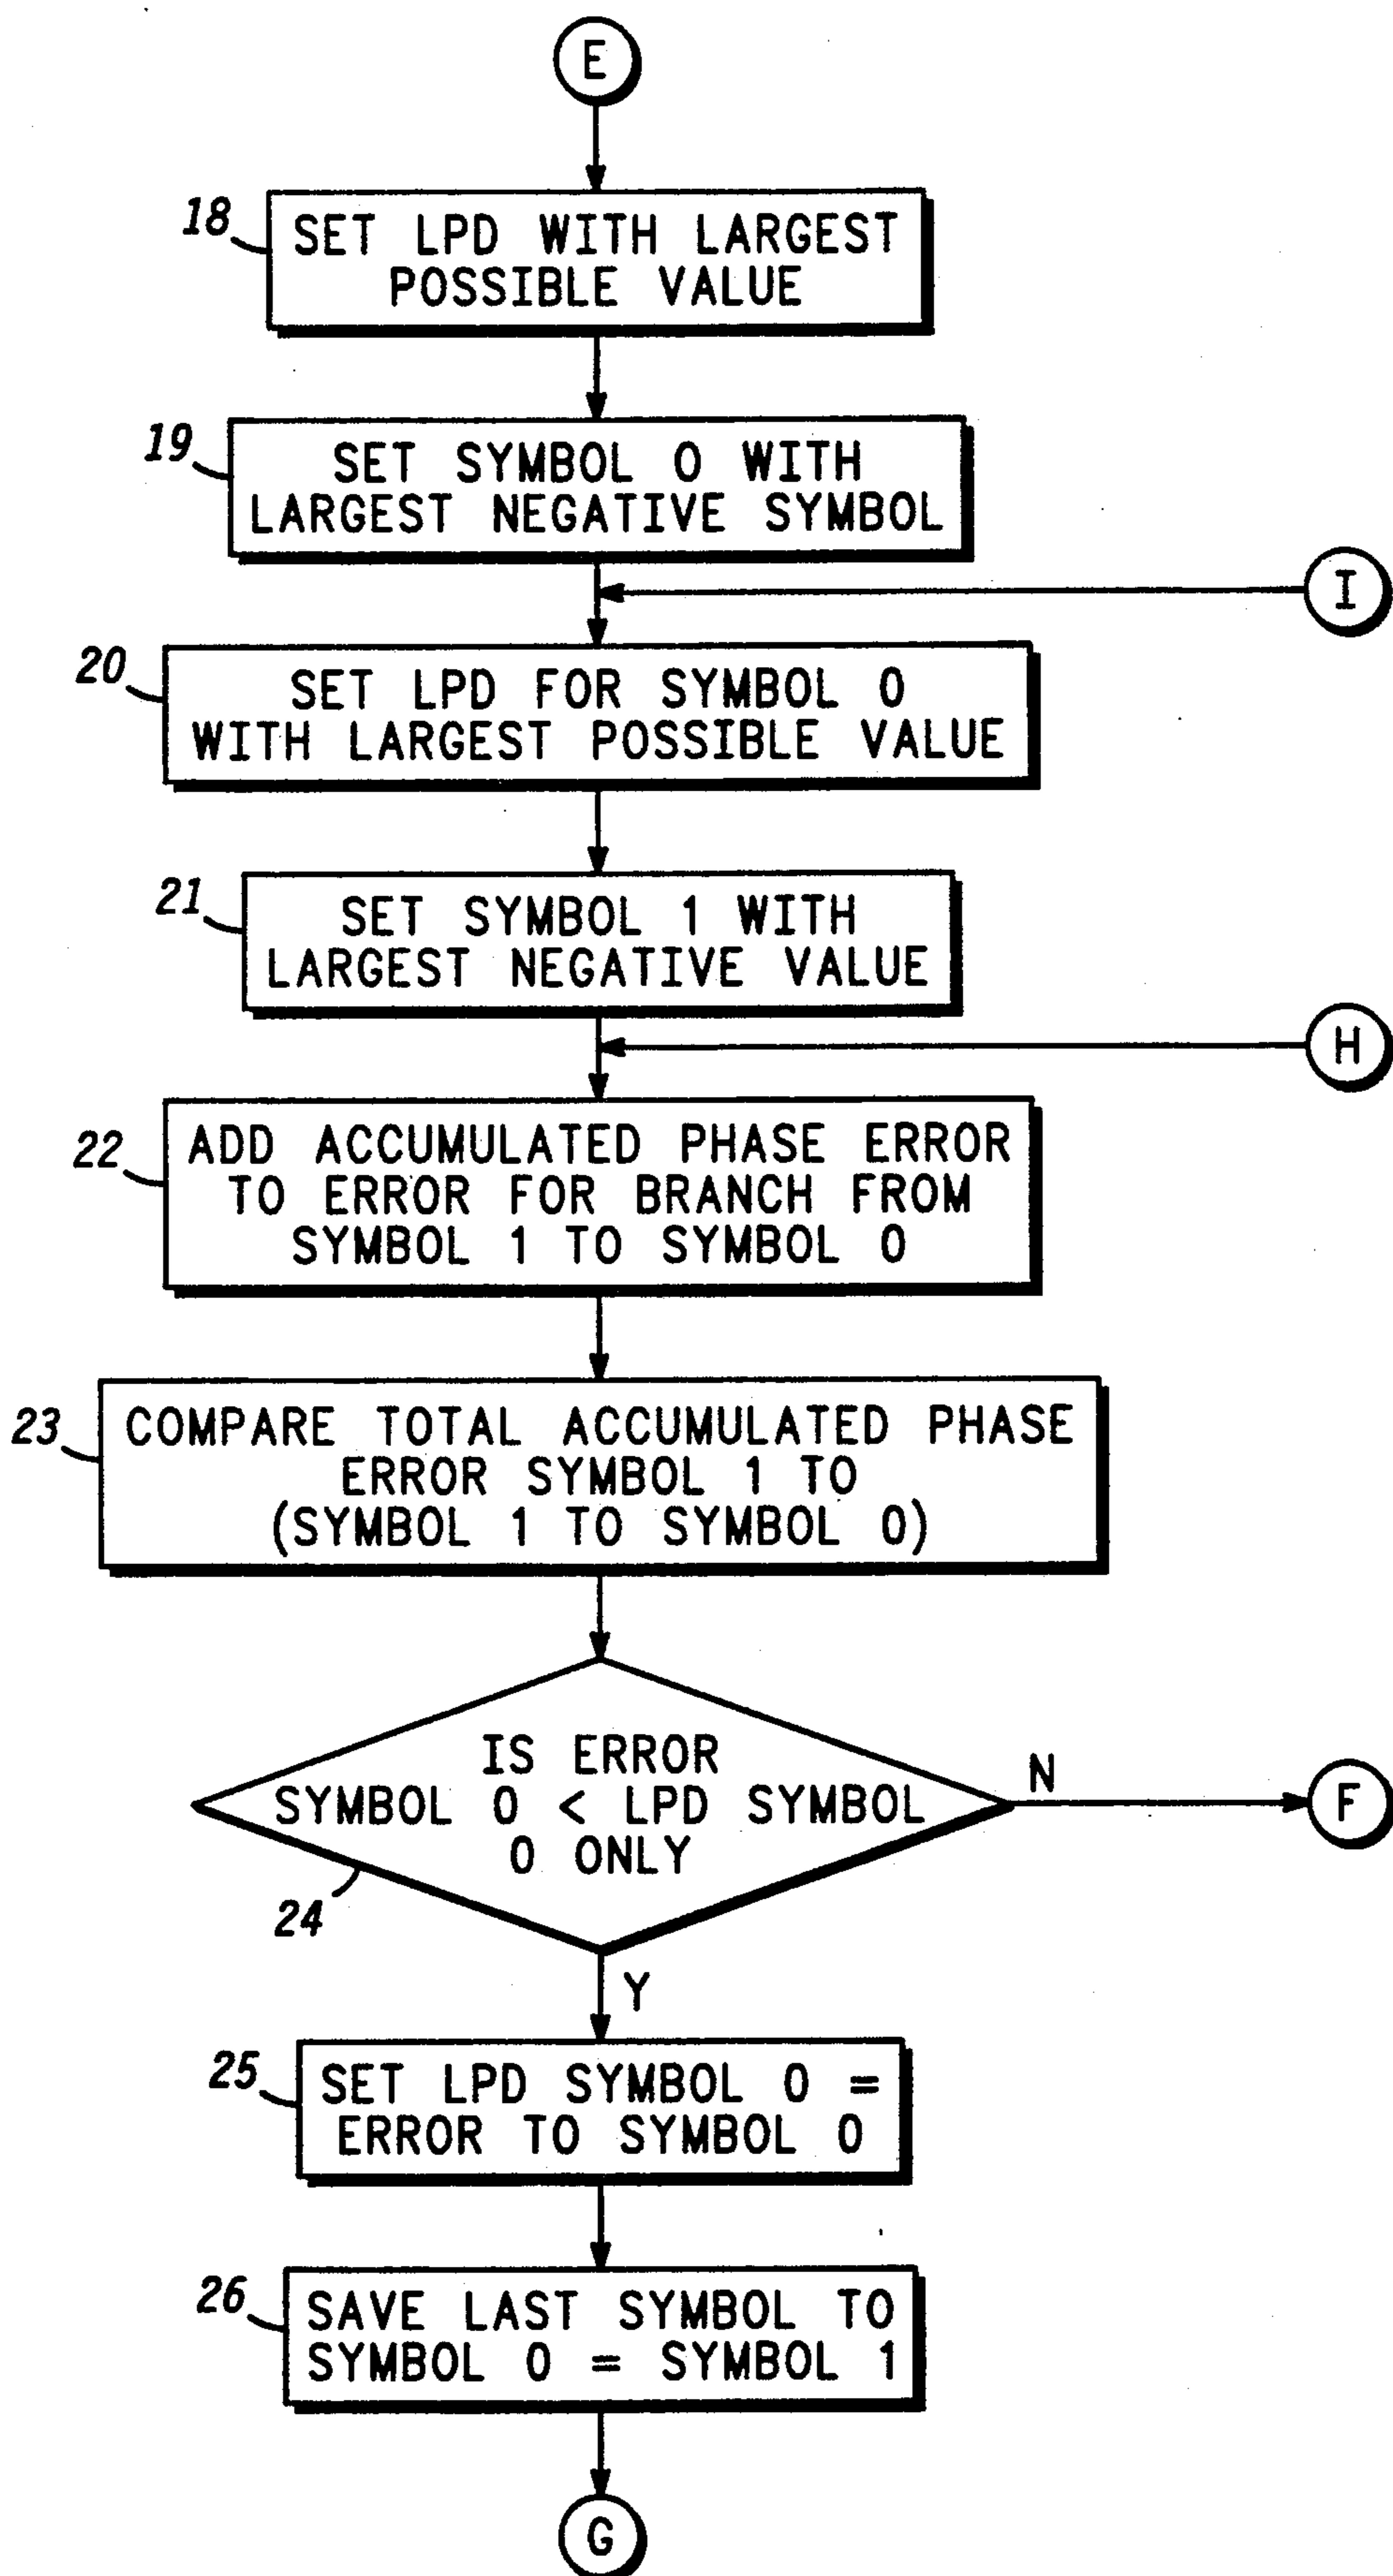 E
18
SET LPD WITH LARGEST
POSSIBLE VALUE
19
SET SYMBOL 0 WITH
LARGEST NEGATIVE SYMBOL
I
20
SET LPD FOR SYMBOL 0
WITH LARGEST POSSIBLE VALUE
21
SET SYMBOL 1 WITH
LARGEST NEGATIVE VALUE
H
22
ADD ACCUMULATED PHASE ERROR
TO ERROR FOR BRANCH FROM
SYMBOL 1 TO SYMBOL 0
23
COMPARE TOTAL ACCUMULATED PHASE
ERROR SYMBOL 1 TO
(SYMBOL 1 TO SYMBOL 0)
IS ERROR
SYMBOL 0 < LPD SYMBOL
0 ONLY
N
F
24
Y
25
SET LPD SYMBOL 0 =
ERROR TO SYMBOL 0
26
SAVE LAST SYMBOL TO
SYMBOL 0 = SYMBOL 1
G